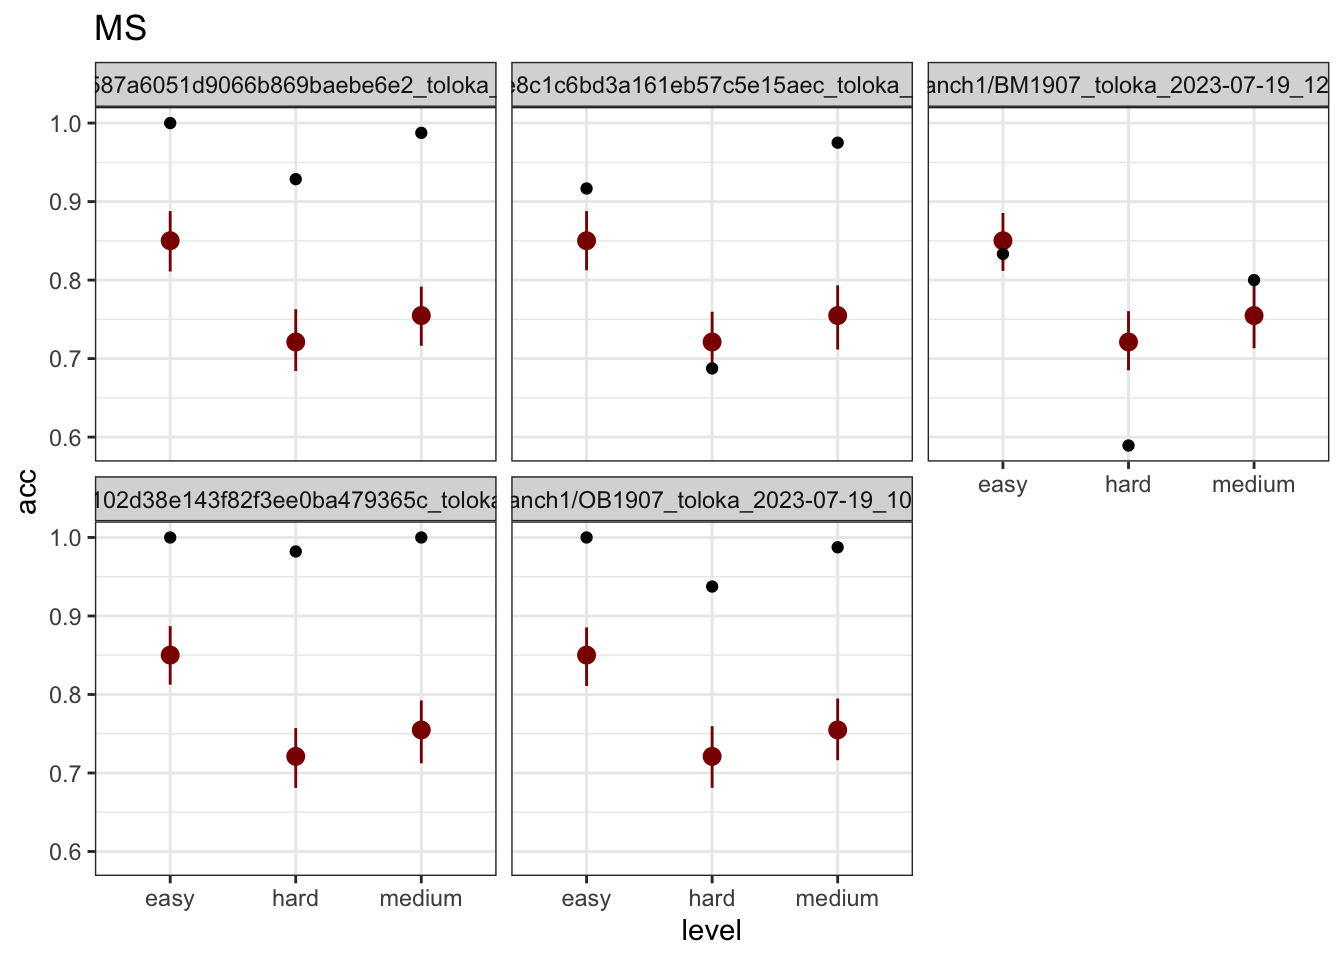 MS
587a6051d9066b869baebe6e2_toloka_
e8c1c6bd3a161eb57c5e15aec_toloka_
anch1/BM1907_toloka_2023-07-19_12
1.0
0.9
0.8
0.7
0.6
easy hard medium
102d38e143f82f3ee0ba479365c_toloka
anch1/OB1907_toloka_2023-07-19_10
acc
1.0
0.9
0.8
0.7
0.6
easy hard medium
easy hard medium
level